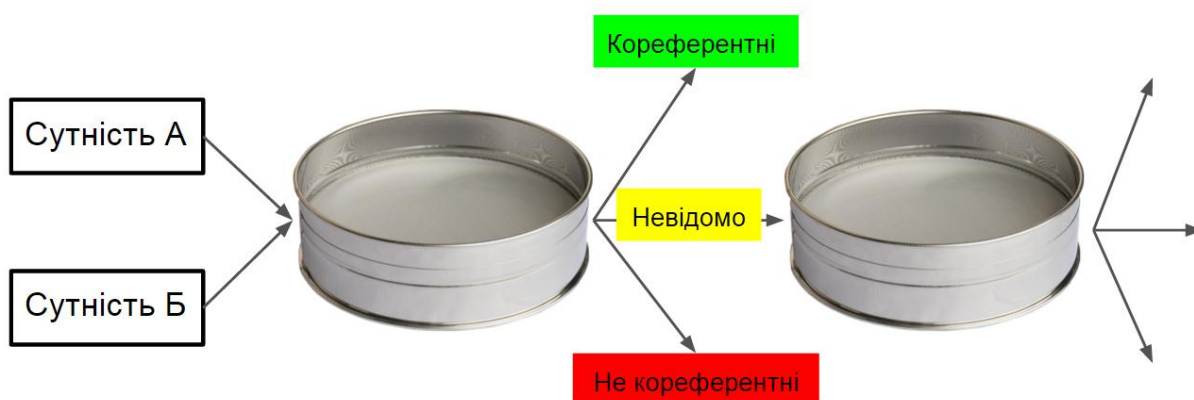 Кореферентні
Сутність А
Невідомо
Сутність Б
Не кореферентні